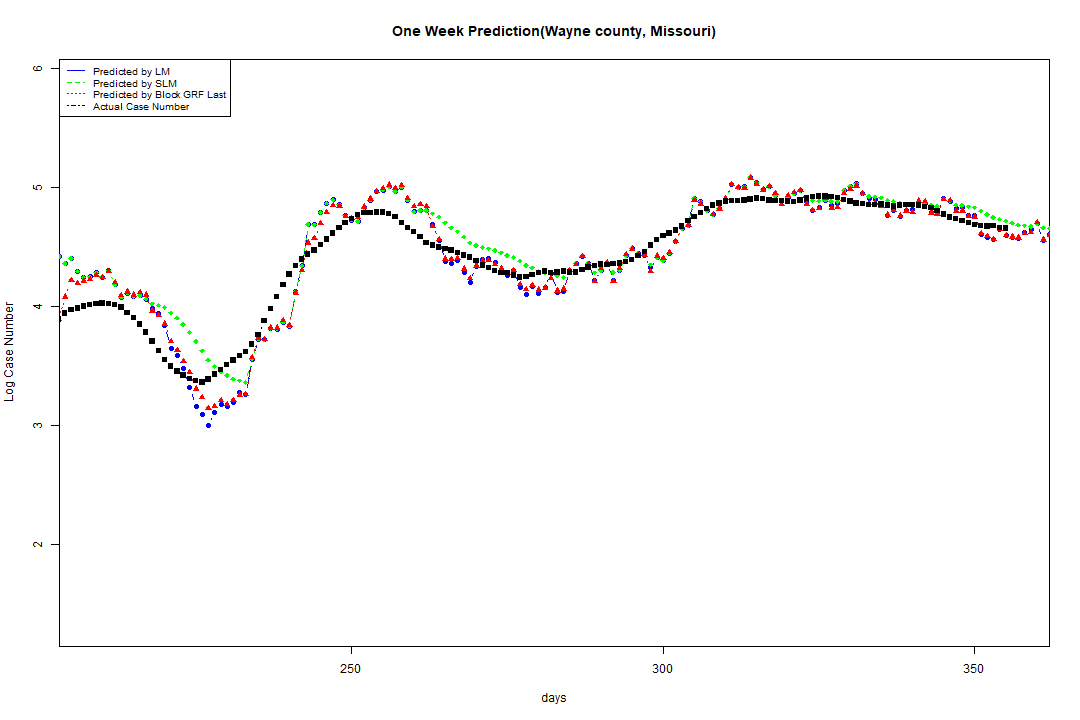 One Week Prediction(Wayne county, Missouri)
Predicted by LM
Predicted by SLM
Predicted by Block GRF Last
Actual Case Number
6
5
4
3
2
Log Case Number
250
300
350
days